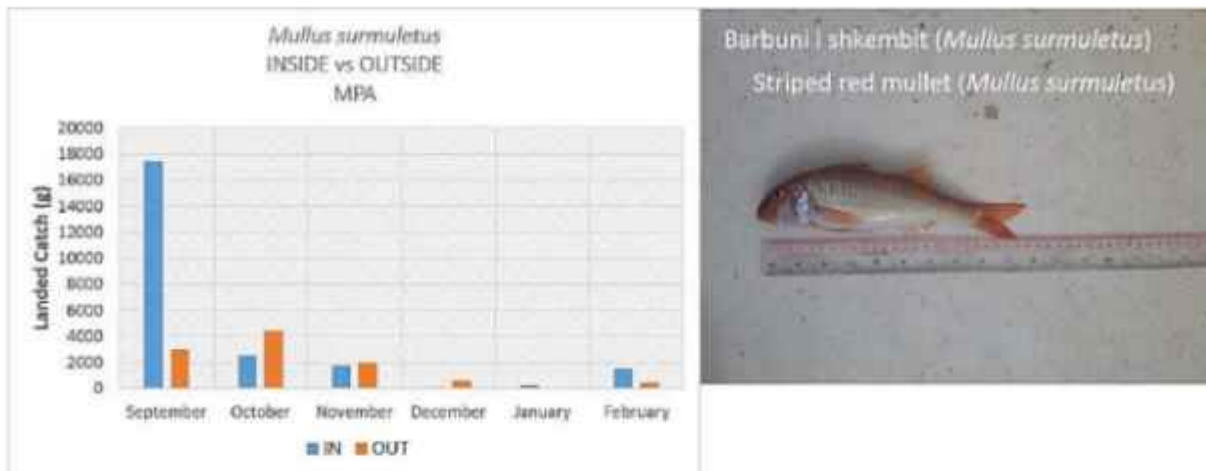 Mullus surmuletus
INSIDE vs OUTSIDE
MPA
Landed Catch (g)
20000
18000
16000
14000
12000
10000
8000
6000
4000
2000
0
September October November December January February
IN OUT
Barbuni i shkembit (Mullus surmuletus)
Striped red mullet (Mullus surmuletus)